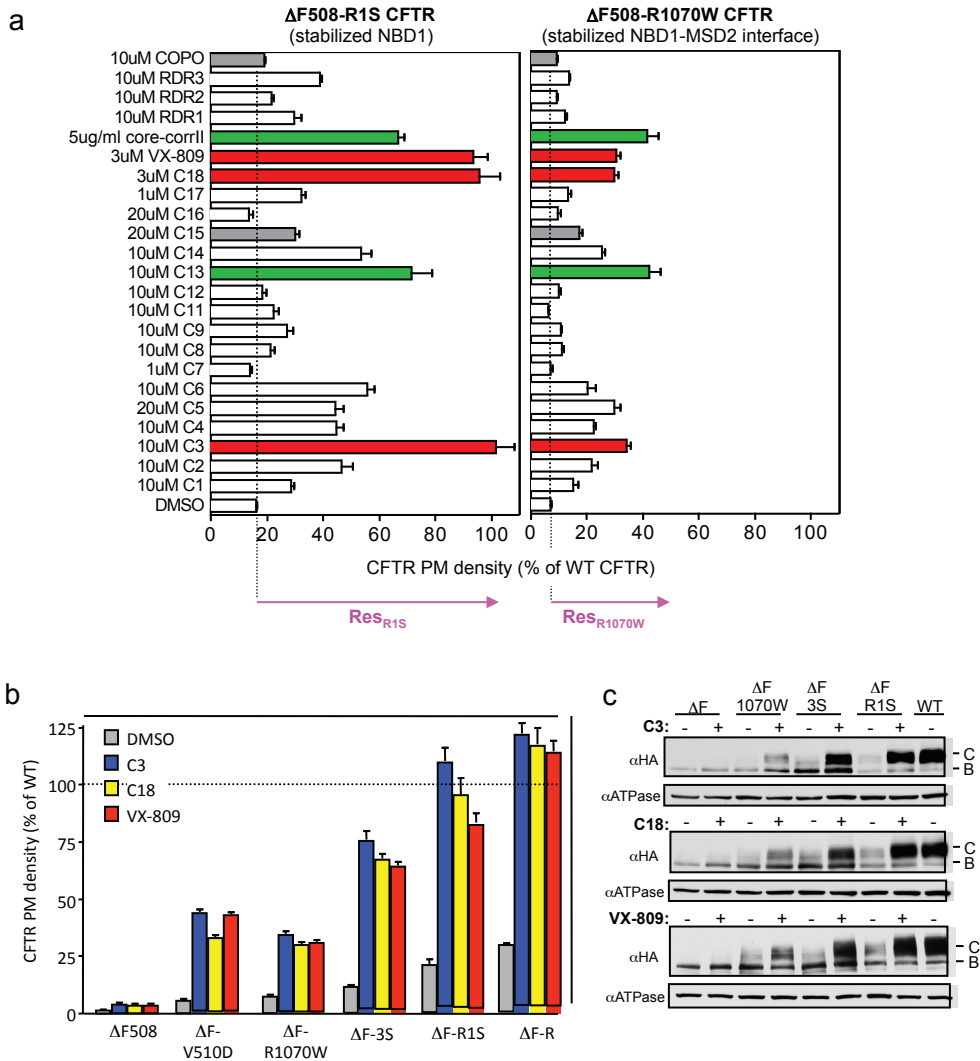 a
ΔF508-R1S CFTR
(stabilized NBD1)
ΔF508-R1070W CFTR
(stabilized NBD1-MSD2 interface)
10uM COPO
10uM RDR3
10uM RDR2
10uM RDR1
5ug/ml core-corrII
3uM VX-809
3uM C18
1uM C17
20uM C16
20uM C15
10uM C14
10uM C13
10uM C12
10uM C11
10uM C9
10uM C8
1uM C7
10uM C6
20uM C5
10uM C4
10uM C3
10uM C2
10uM C1
DMSO
0 20 40 60 80 100 0 20 40 60 80 100
CFTR PM density (% of WT CFTR)
Res R1S
Res R1070W
b
CFTR PM density (% of WT)
125
100
75
50
25
0
DMSO
C3
C18
VX-809
ΔF508
ΔF-V510D
ΔF-R1070W
ΔF-3S
ΔF-R1S
ΔF-R
c
ΔF
ΔF 1070W
ΔF 3S
ΔF R1S
WT
C3: - + - + - + - + -
αHA
C
B
αATPase
C18: - + - + - + - + -
αHA
C
B
αATPase
VX-809: - + - + - + - + -
αHA
C
B
αATPase